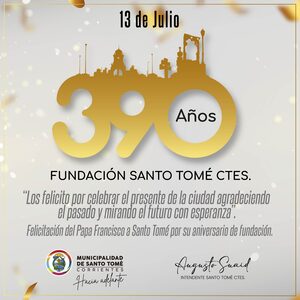 13 de Julio
390
Años
FUNDACIÓN SANTO TOMÉ CTES.
"Los felicito por celebrar el presente de la ciudad agradeciendo
el pasado y mirando el futuro con esperanza".
Felicitación del Papa Francisco a Santo Tomé por su aniversario de fundación.
MUNICIPALIDAD
DE SANTO TOMÉ
CORRIENTES
Hacia adelante
Augusto Suaid
INTENDENTE SANTO TOMÉ CTES.